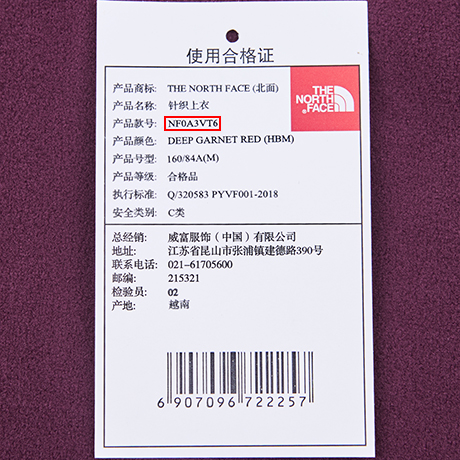 使用合格证
产品商标: THE NORTH FACE (北面)
产品名称: 针织上衣
产品款号: NF0A3VT6
产品颜色: DEEP GARNET RED (HBM)
产品号型: 160/84A(M)
产品等级: 合格品
执行标准: Q/320583 PYVF001-2018
安全类别: C类
THE
NORTH
FACE
总经销: 威富服饰（中国）有限公司
地址: 江苏省昆山市张浦镇建德路390号
联系电话: 021-61705600
邮编: 215321
检验员: 02
产地: 越南
6 907096 722257